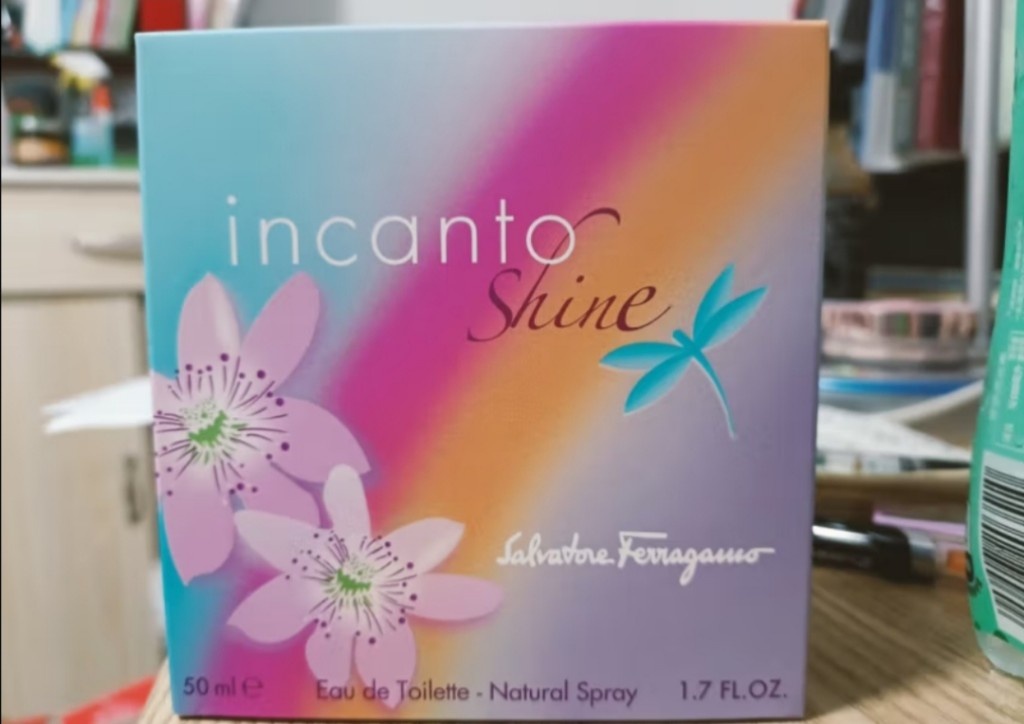 incanto
Shine
Salvatore Ferragamo
50 ml e Eau de Toilette - Natural Spray 1.7 FL.OZ.